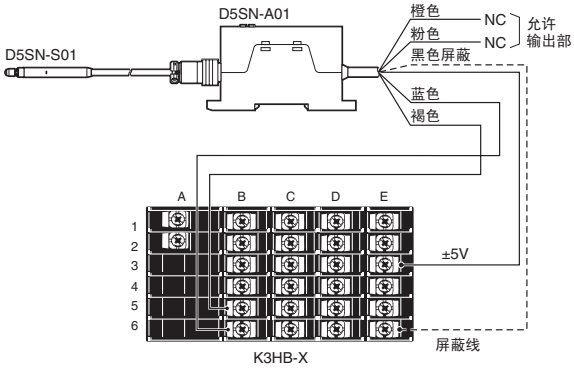 D5SN-A01
D5SN-S01
橙色
NC
粉色
NC
允许
输出部
黑色屏蔽
蓝色
褐色
A B C D E
1
2
3
4
5
6
±5V
屏蔽线
K3HB-X